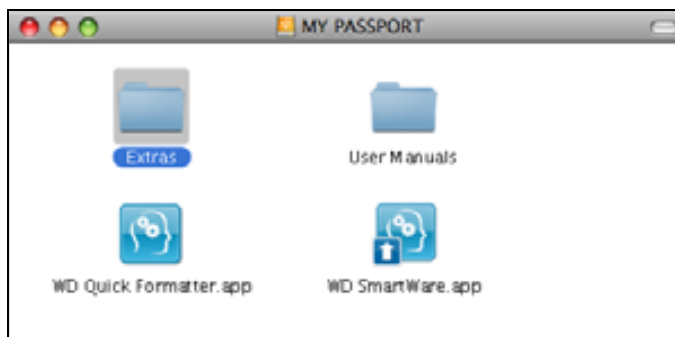 MY PASSPORT
Extras
User Manuals
WD Quick Formatter.app
WD SmartWare.app